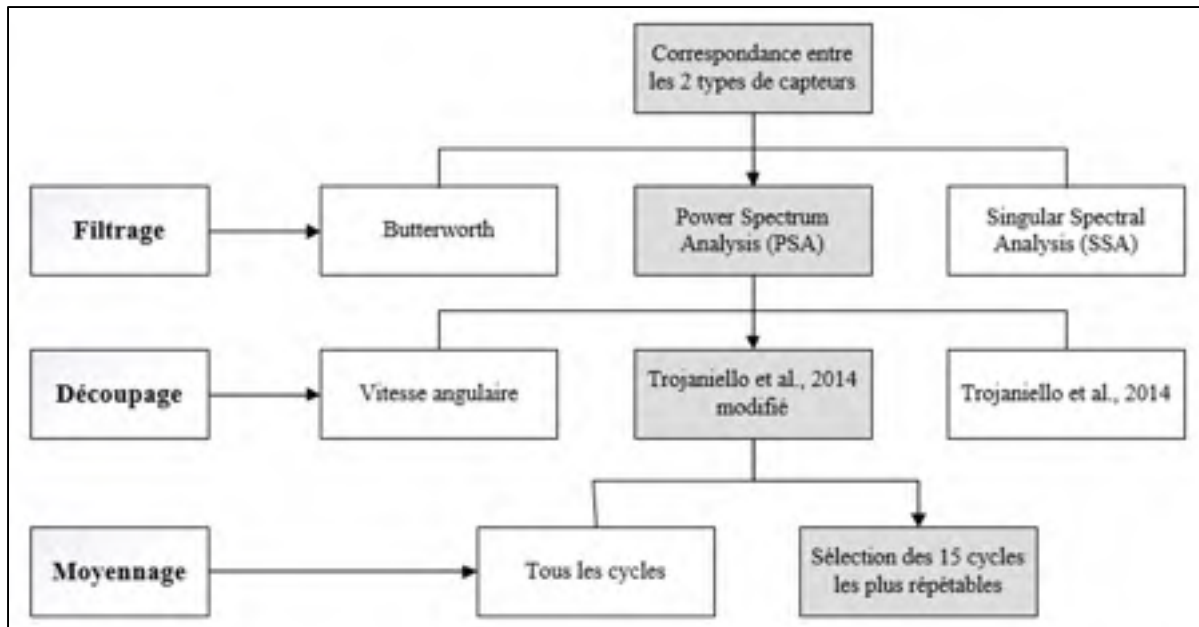 Correspondance entre
les 2 types de capteurs
Filtrage
Butterworth
Power Spectrum
Analysis (PSA)
Singular Spectral
Analysis (SSA)
Découpage
Vitesse angulaire
Trojaniello et al., 2014
modifié
Trojaniello et al., 2014
Moyennage
Tous les cycles
Sélection des 15 cycles
les plus répétables